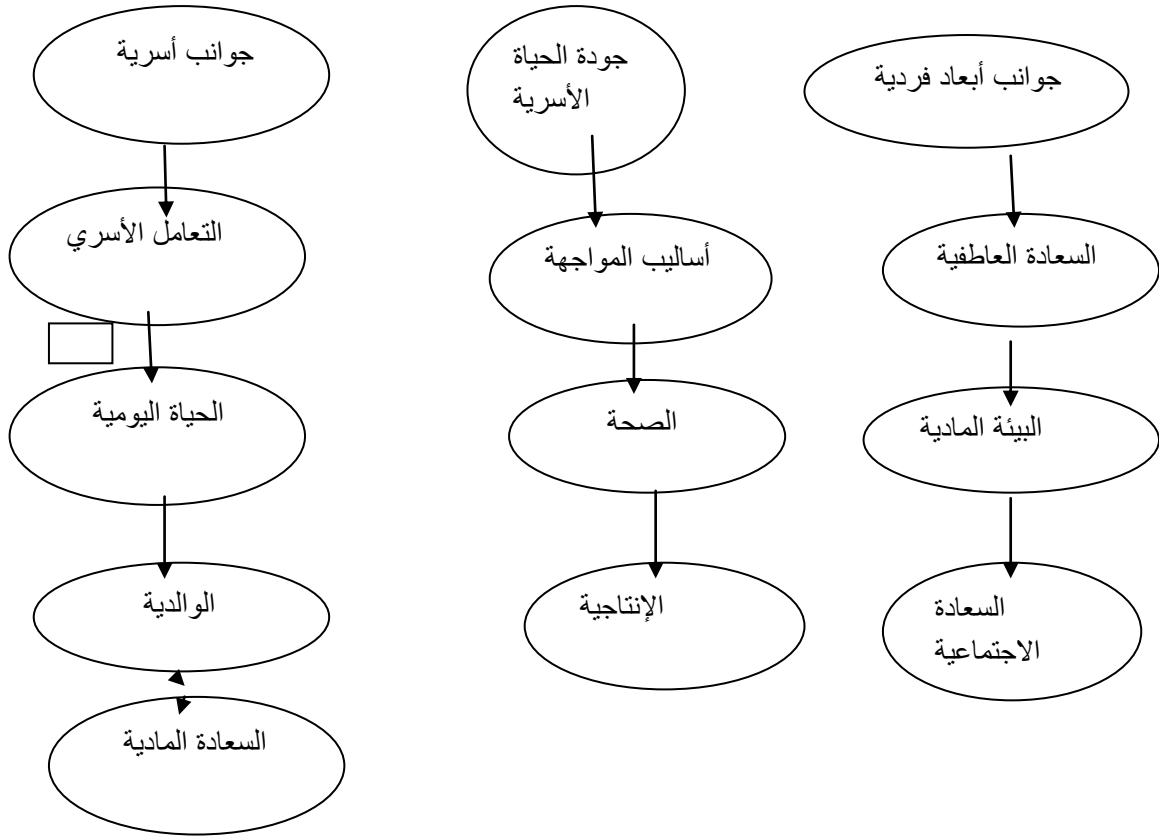 جوانب أبعاد فردية
السعادة العاطفية
البيئة المادية
السعادة
الاجتماعية
جودة الحياة
الأسرية
أساليب المواجهة
الصحة
الإنتاجية
جوانب أسرية
التعامل الأسري
الحياة اليومية
الوالدية
السعادة المادية